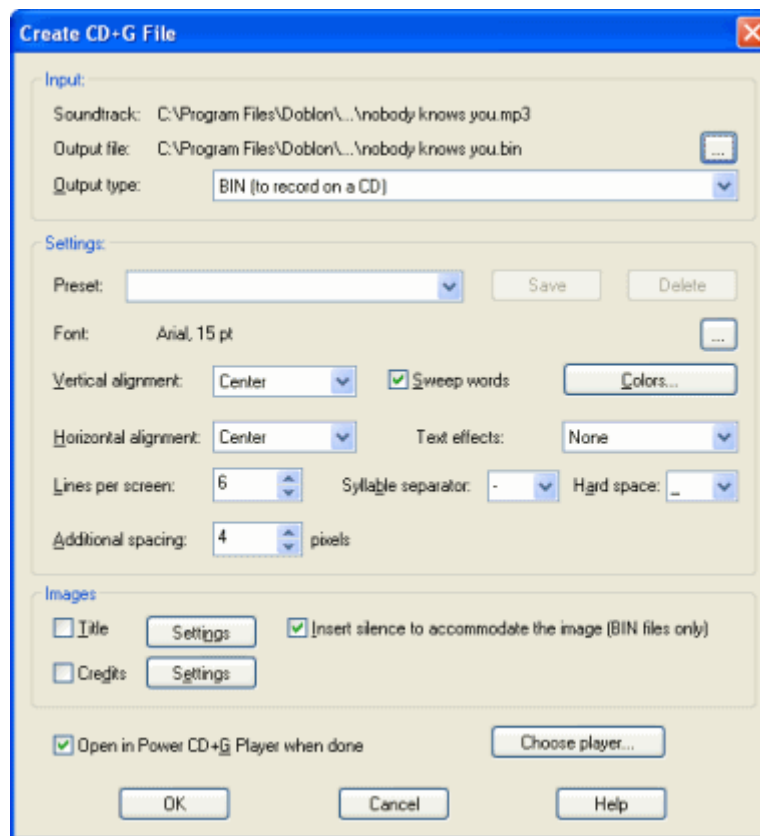 Create CD+G File
Input:
Soundtrack: C:\Program Files\Doblon\...\nobody knows you.mp3
Output file: C:\Program Files\Doblon\...\nobody knows you.bin ...
Output type: BIN (to record on a CD)
Settings:
Preset: Save Delete
Font: Arial, 15 pt ...
Vertical alignment: Center Sweep words Colors...
Horizontal alignment: Center Text effects: None
Lines per screen: 6 Syllable separator: - Hard space: _
Additional spacing: 4 pixels
Images
Title Settings Insert silence to accommodate the image (BIN files only)
Credits Settings
Open in Power CD+G Player when done Choose player...
OK Cancel Help